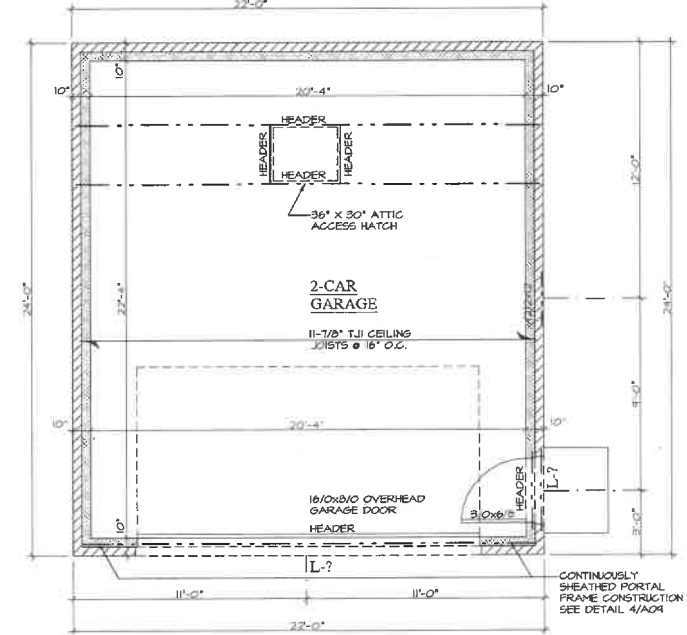 22'-0"
10"
10"
20'-4"
10"
HEADER
HEADER
HEADER
HEADER
12'-0"
36" X 30" ATTIC
ACCESS HATCH
2-CAR
GARAGE
24'-0"
22'-4"
24'-0"
11-7/8" TJI CEILING
JOISTS @ 16" O.C.
10"
20'-4"
10"
9'-0"
16/0x8/0 OVERHEAD
GARAGE DOOR
HEADER
HEADER
L-?
3/0x6/8
10"
3'-0"
L-?
CONTINUOUSLY
SHEATHED PORTAL
FRAME CONSTRUCTION
SEE DETAIL 4/A09
11'-0"
11'-0"
22'-0"